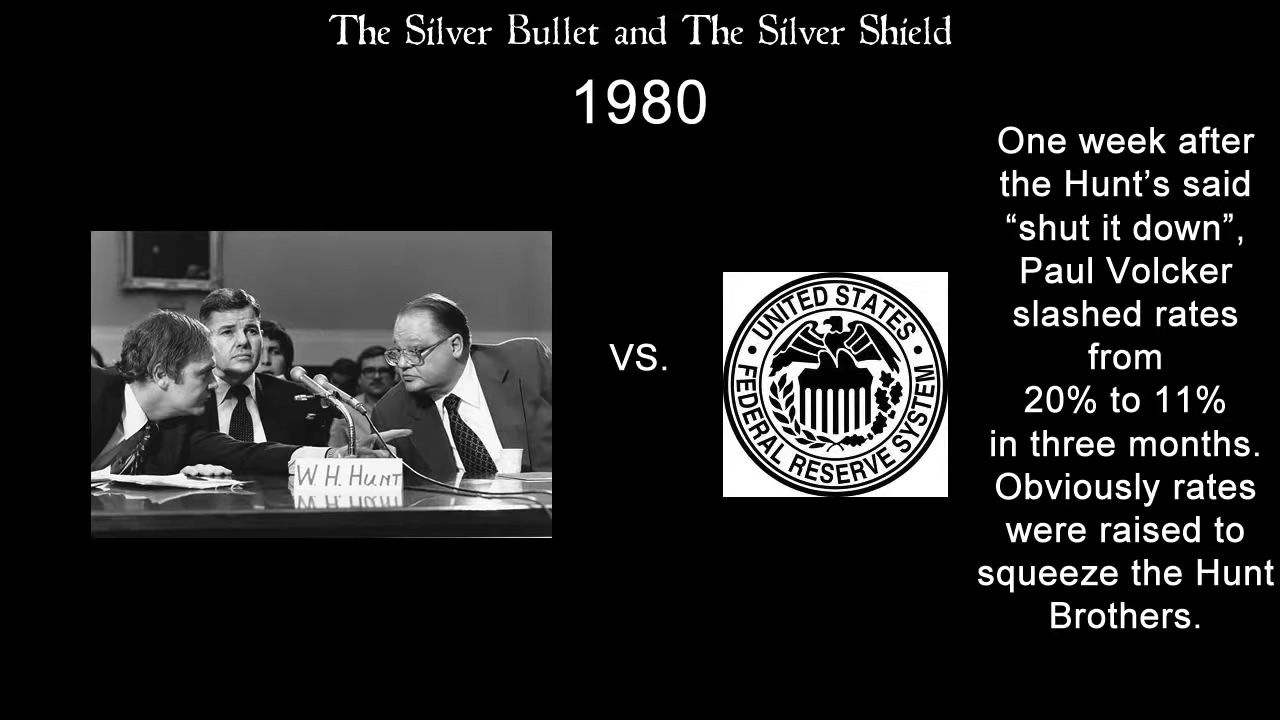 The Silver Bullet and The Silver Shield
1980
One week after
the Hunt’s said
“shut it down”,
Paul Volcker
slashed rates
from
20% to 11%
in three months.
Obviously rates
were raised to
squeeze the Hunt
Brothers.
vs.
W. H. HUNT
UNITED STATES
FEDERAL RESERVE SYSTEM